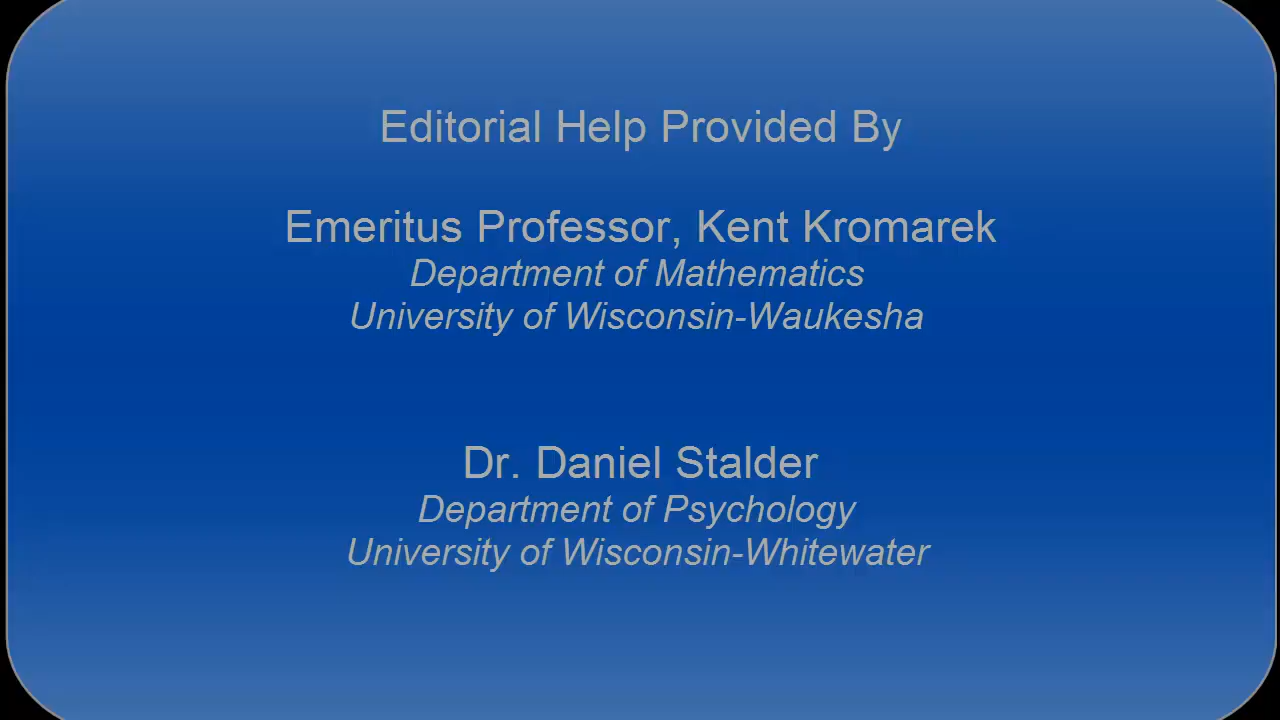 Editorial Help Provided By
Emeritus Professor, Kent Kromarek
Department of Mathematics
University of Wisconsin-Waukesha
Dr. Daniel Stalder
Department of Psychology
University of Wisconsin-Whitewater